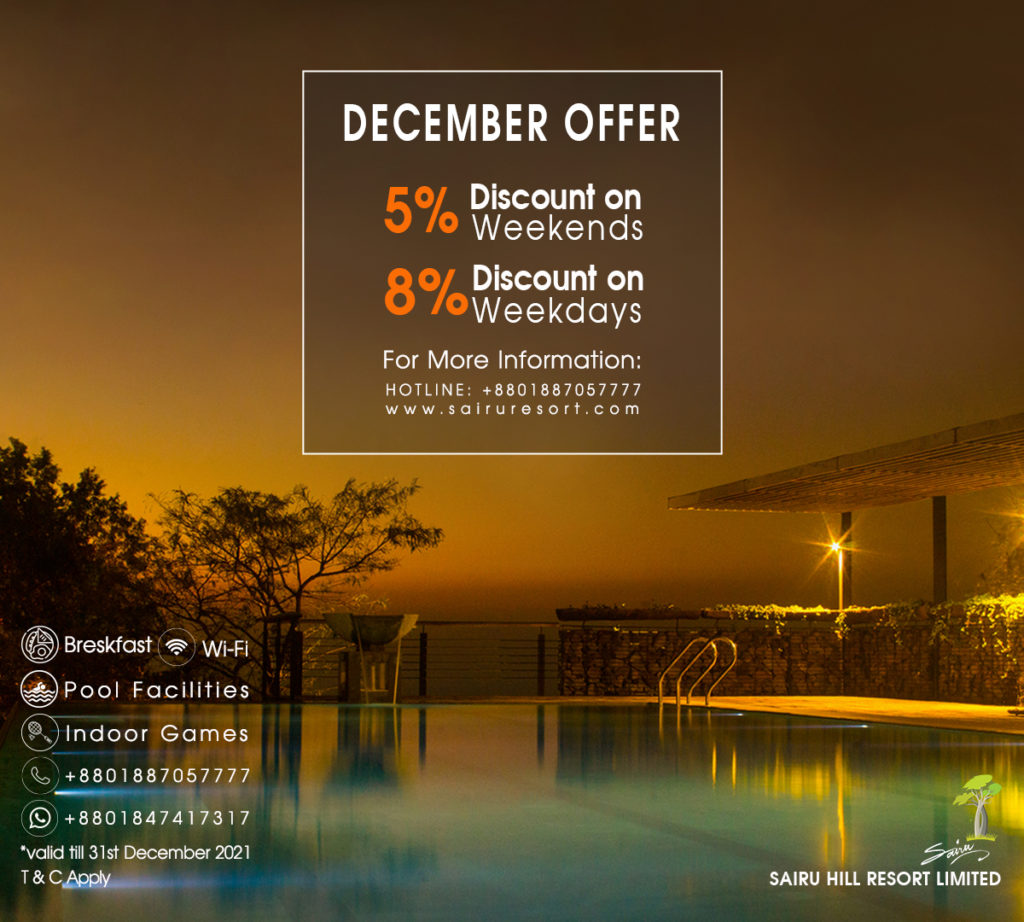 DECEMBER OFFER
5% Discount on
Weekends
8% Discount on
Weekdays
For More Information:
HOTLINE: +8801887057777
www.sairuresort.com
Breskfast Wi-Fi
Pool Facilities
Indoor Games
+8801887057777
+8801847417317
*valid till 31st December 2021
T & C Apply
Sairu
SAIRU HILL RESORT LIMITED